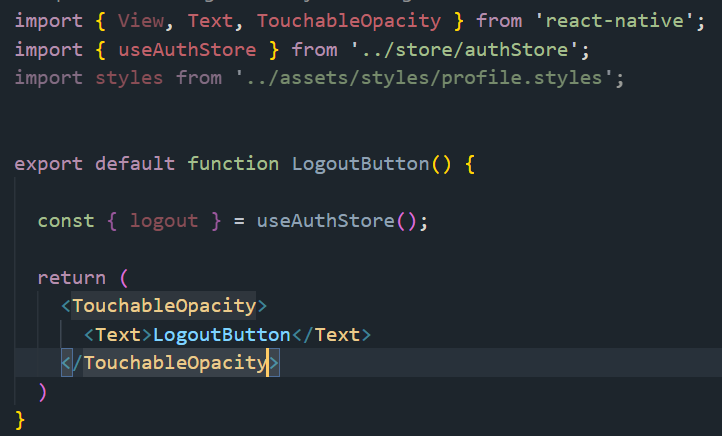 import { View, Text, TouchableOpacity } from 'react-native';
import { useAuthStore } from '../store/authStore';
import styles from '../assets/styles/profile.styles';
export default function LogoutButton() {
const { logout } = useAuthStore();
return (
<TouchableOpacity>
<Text>LogoutButton</Text>
</TouchableOpacity>
)
}